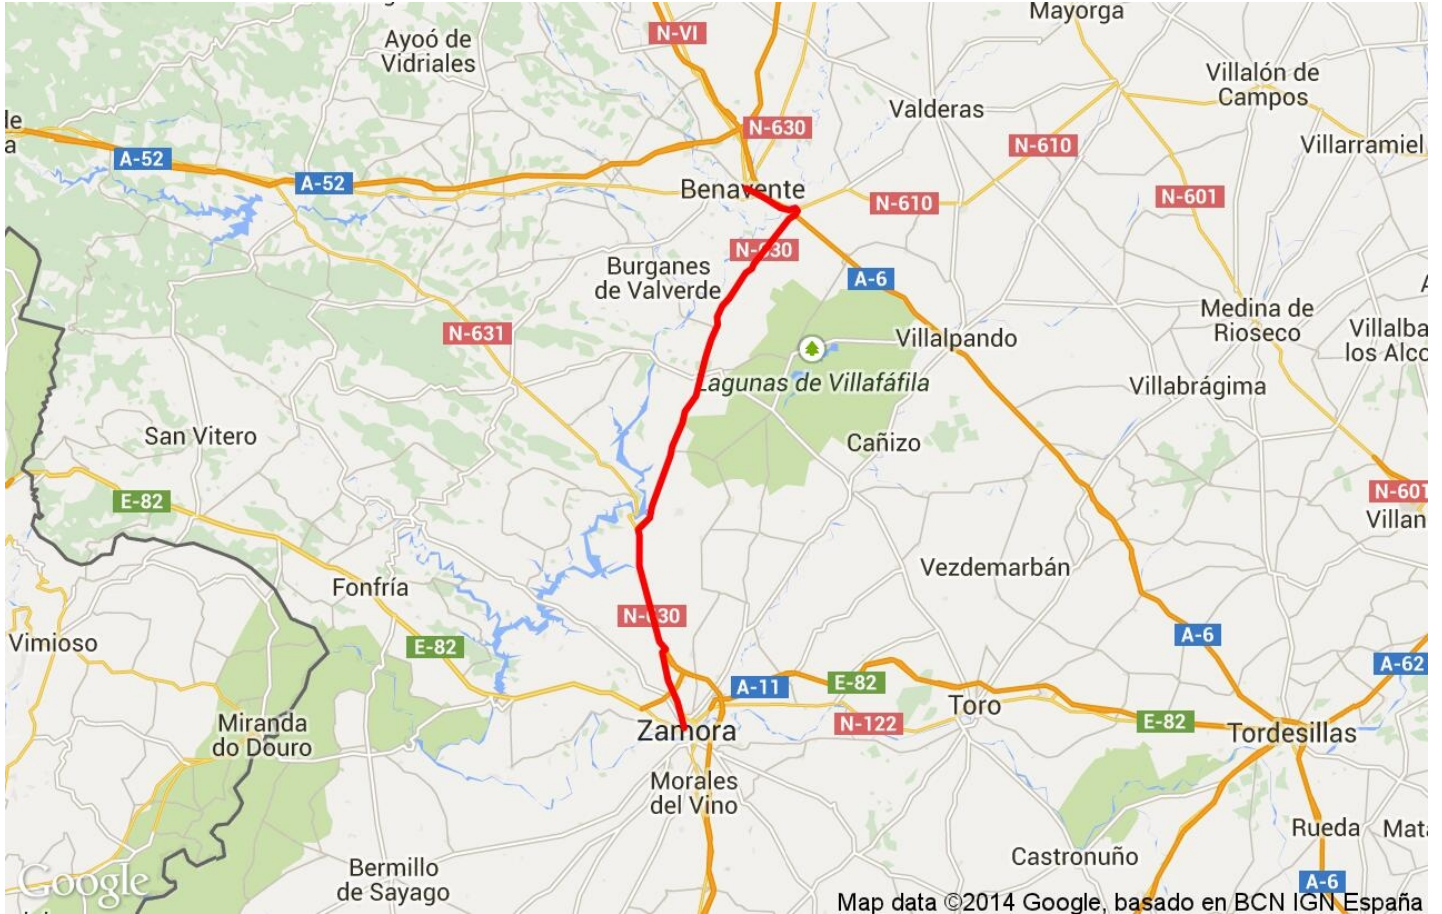 Mayorga
N-VI
Ayoó de
Vidriales
Villalón de
Campos
Valderas
N-630
N-610
Villarramiel
A-52
A-52
Benavente
N-610
N-601
N-630
Burganes
de Valverde
A-6
Medina de
Rioseco
N-631
Villalpando
Lagunas de Villafáfila
Villabrágima
San Vitero
Cañizo
E-82
N-601
Vezdemarbán
Fonfría
N-630
Vimioso
E-82
A-6
A-62
A-11
E-82
Toro
N-122
E-82
Miranda
do Douro
Zamora
Tordesillas
Morales
del Vino
Rueda
Castronuño
Bermillo
de Sayago
A-6
Google
Map data ©2014 Google, basado en BCN IGN España